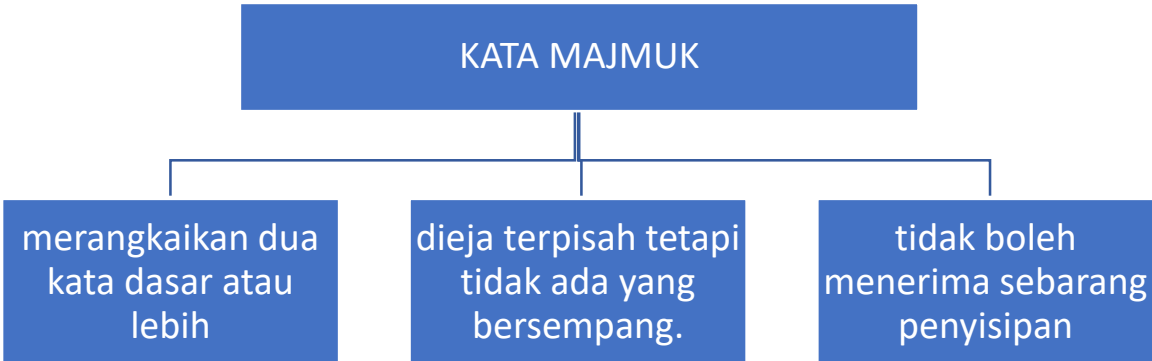 KATA MAJMUK
merangkaikan dua
kata dasar atau
lebih
dieja terpisah tetapi
tidak ada yang
bersempang.
tidak boleh
menerima sebarang
penyisipan